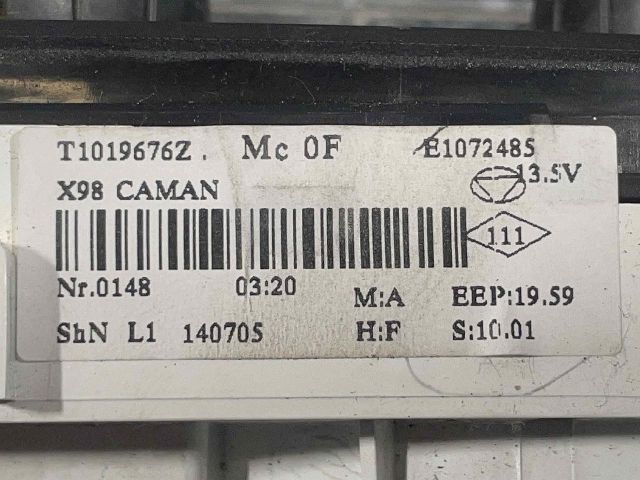 T1019676Z. Mc 0F E1072485
X98 CAMAN 13.5V
111
Nr.0148 03:20 M:A EEP:19.59
ShN L1 140705 H:F S:10.01